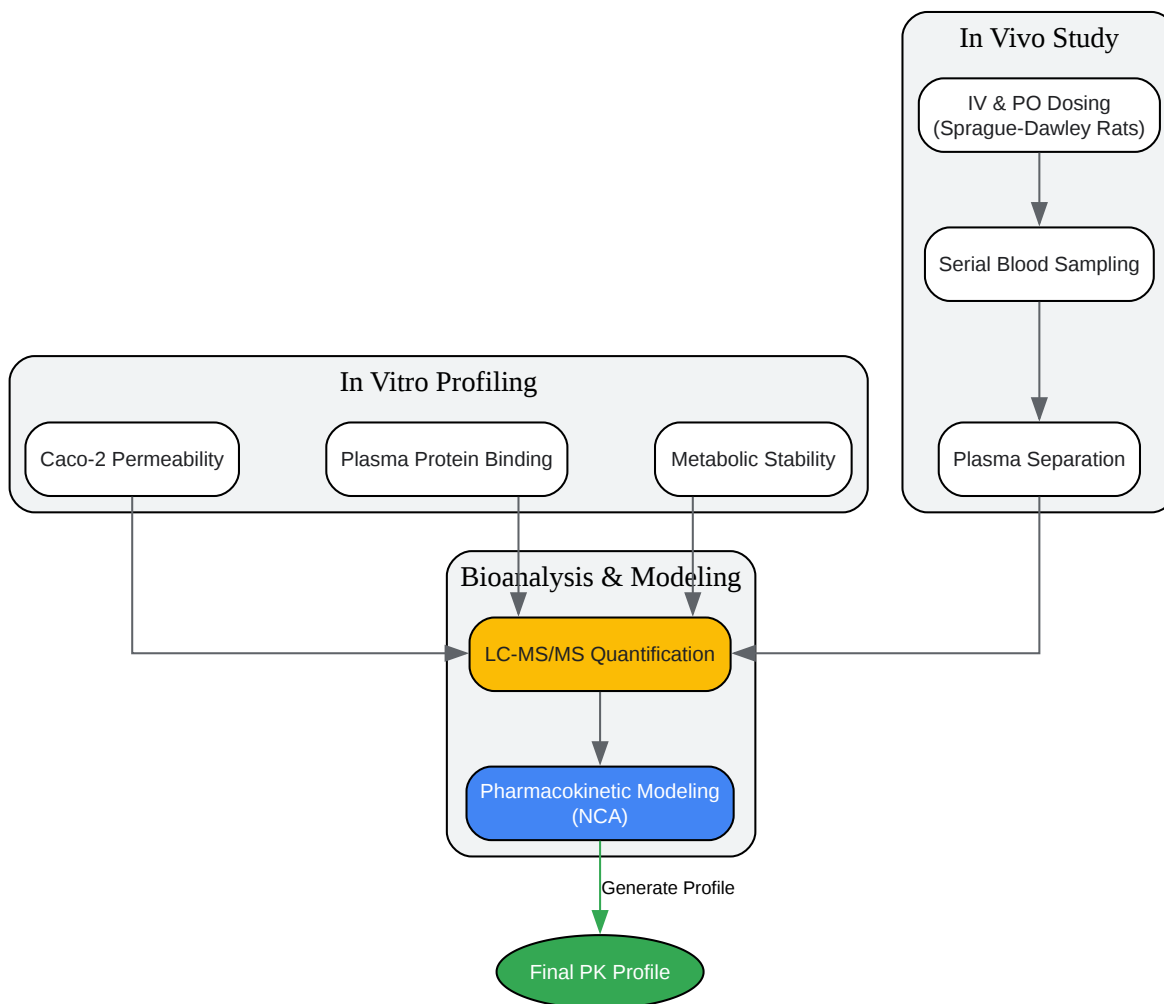 In Vivo Study
IV & PO Dosing
(Sprague-Dawley Rats)
Serial Blood Sampling
Plasma Separation
In Vitro Profiling
Caco-2 Permeability
Plasma Protein Binding
Metabolic Stability
Bioanalysis & Modeling
LC-MS/MS Quantification
Pharmacokinetic Modeling
(NCA)
Generate Profile
Final PK Profile